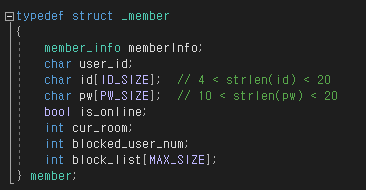 typedef struct _member
{
member_info memberInfo;
char user_id;
char id[ID_SIZE]; // 4 < strlen(id) < 20
char pw[PW_SIZE]; // 10 < strlen(pw) < 20
bool is_online;
int cur_room;
int blocked_user_num;
int block_list[MAX_SIZE];
} member;